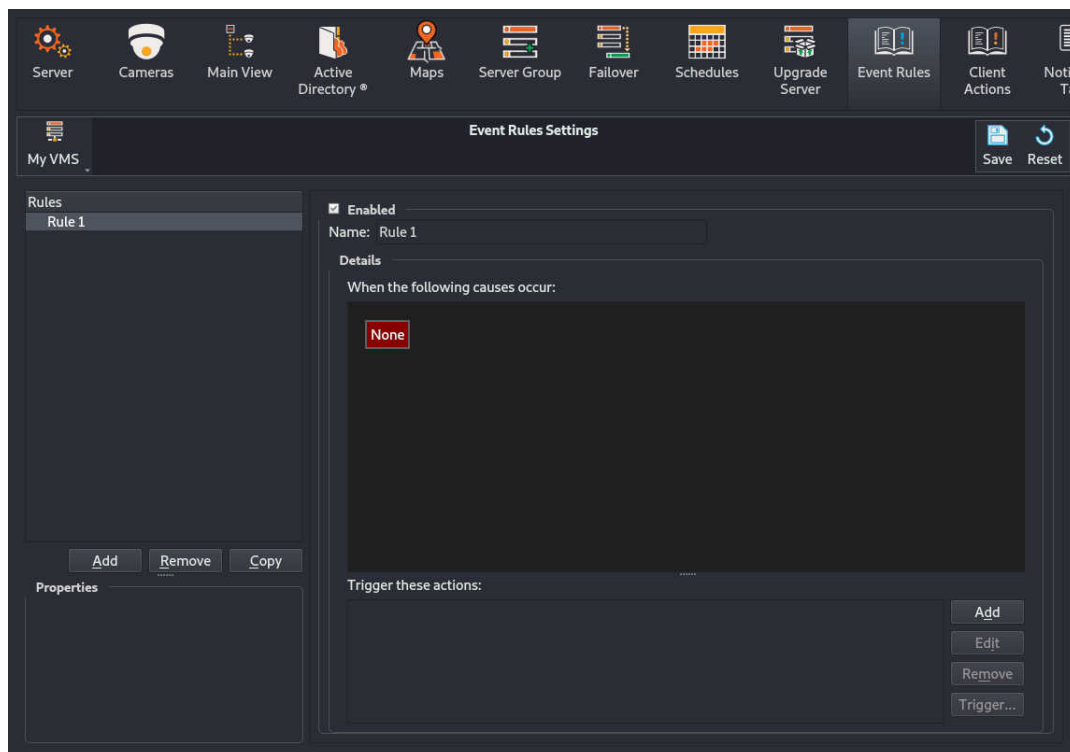 Server
Cameras
Main View
Active
Directory ®
Maps
Server Group
Failover
Schedules
Upgrade
Server
Event Rules
Client
Actions
My VMS
Event Rules Settings
Save
Reset
Rules
Rule 1
Add
Remove
Copy
Properties
Enabled
Name: Rule 1
Details
When the following causes occur:
None
Trigger these actions:
Add
Edit
Remove
Trigger...